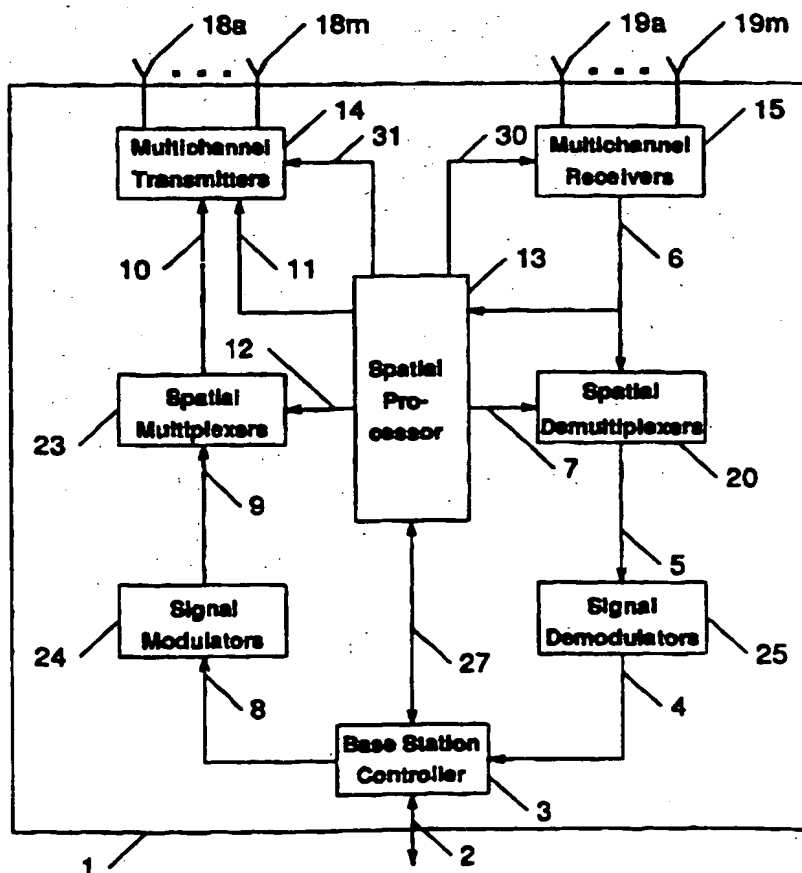 18a 18m 19a 19m
14 31 30 15
Multichannel
Transmitters
Multichannel
Receivers
10 11 13 6
12
Spatial
Pro-
cessor
Spatial
Multiplexers
Spatial
Demultiplexers
23 7 20
9 5
Signal
Modulators
Signal
Demodulators
24 27 25
8 4
Base Station
Controller
3
1 2